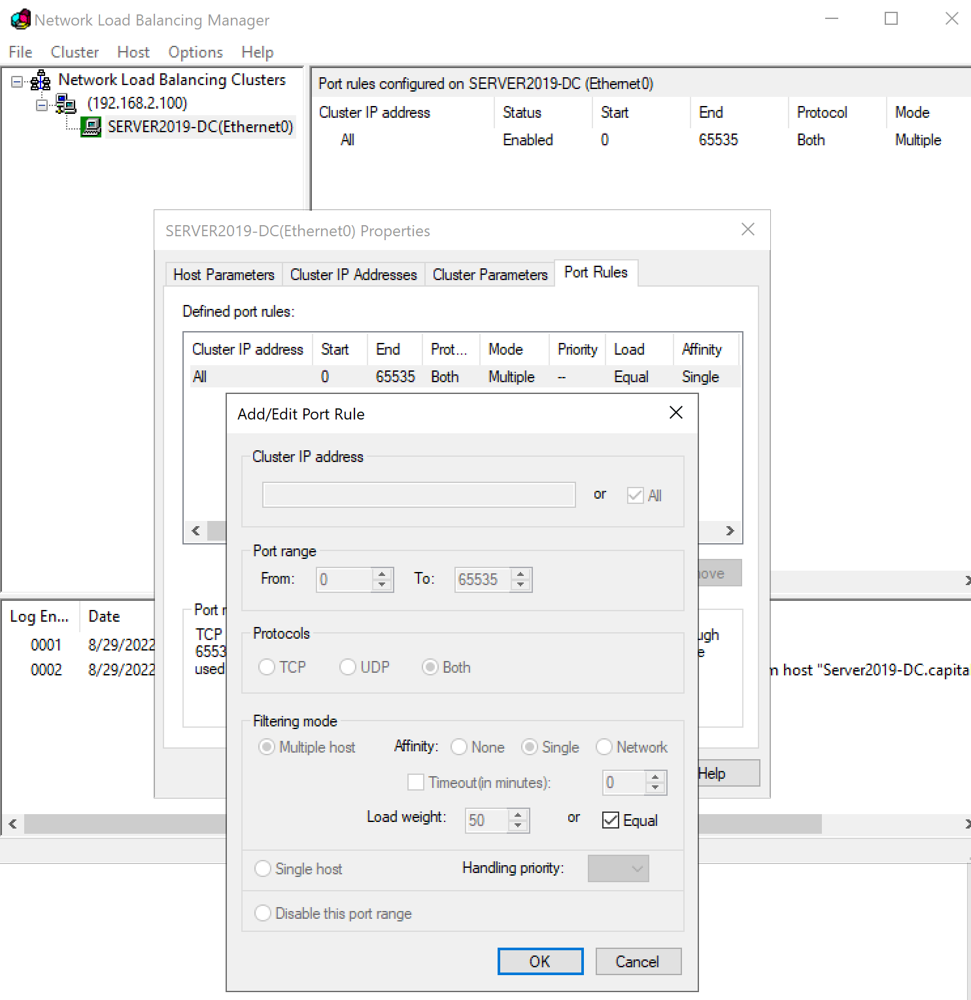 Network Load Balancing Manager
File Cluster Host Options Help
Network Load Balancing Clusters
(192.168.2.100)
SERVER2019-DC(Ethernet0)
Port rules configured on SERVER2019-DC (Ethernet0)
Cluster IP address Status Start End Protocol Mode
All Enabled 0 65535 Both Multiple
SERVER2019-DC(Ethernet0) Properties
Host Parameters Cluster IP Addresses Cluster Parameters Port Rules
Defined port rules:
Cluster IP address Start End Prot... Mode Priority Load Affinity
All 0 65535 Both Multiple -- Equal Single
Add/Edit Port Rule
Cluster IP address
or All
Port range
From: 0 To: 65535
Protocols
TCP UDP Both
Filtering mode
Multiple host Affinity: None Single Network
Timeout(in minutes): 0
Load weight: 50 or Equal
Single host Handling priority:
Disable this port range
OK Cancel
Port
TCP
used
Help
Log En... Date
0001 8/29/2022
0002 8/29/2022
host "Server2019-DC.capita